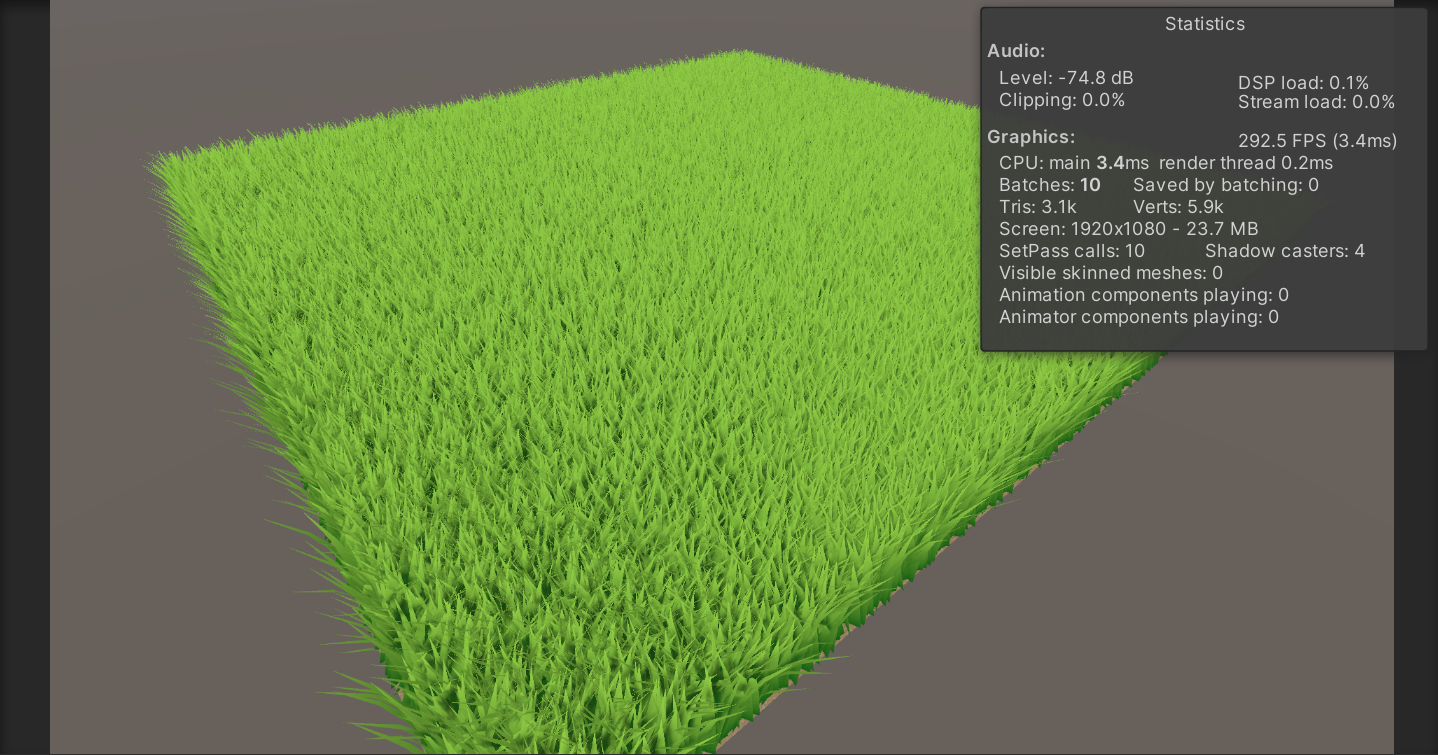 Statistics
Audio:
Level: -74.8 dB DSP load: 0.1%
Clipping: 0.0% Stream load: 0.0%
Graphics: 292.5 FPS (3.4ms)
CPU: main 3.4ms render thread 0.2ms
Batches: 10 Saved by batching: 0
Tris: 3.1k Verts: 5.9k
Screen: 1920x1080 - 23.7 MB
SetPass calls: 10 Shadow casters: 4
Visible skinned meshes: 0
Animation components playing: 0
Animator components playing: 0